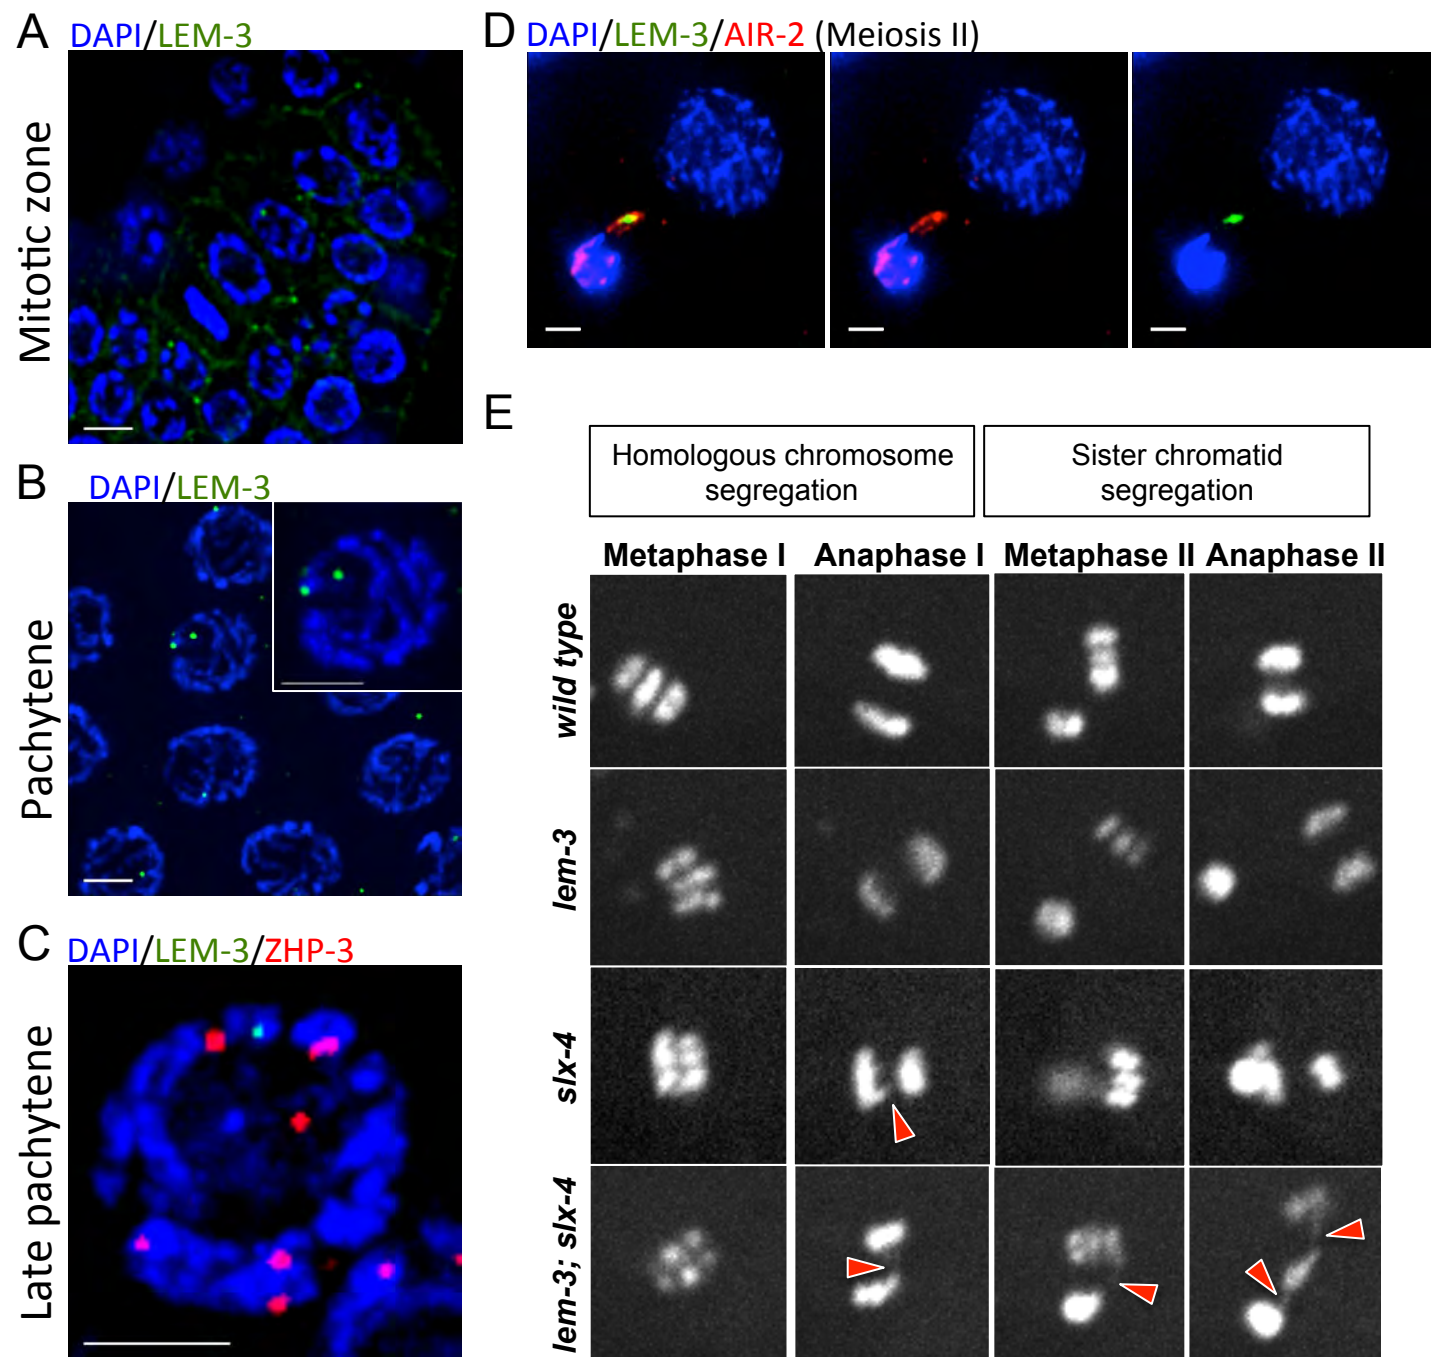 A
DAPI/LEM-3
Mitotic zone
B
DAPI/LEM-3
Pachytene
C
DAPI/LEM-3/ZHP-3
Late pachytene
D
DAPI/LEM-3/AIR-2 (Meiosis II)
E
Homologous chromosome
segregation
Sister chromatid
segregation
Metaphase I
Anaphase I
Metaphase II
Anaphase II
wild type
lem-3
slx-4
lem-3; slx-4